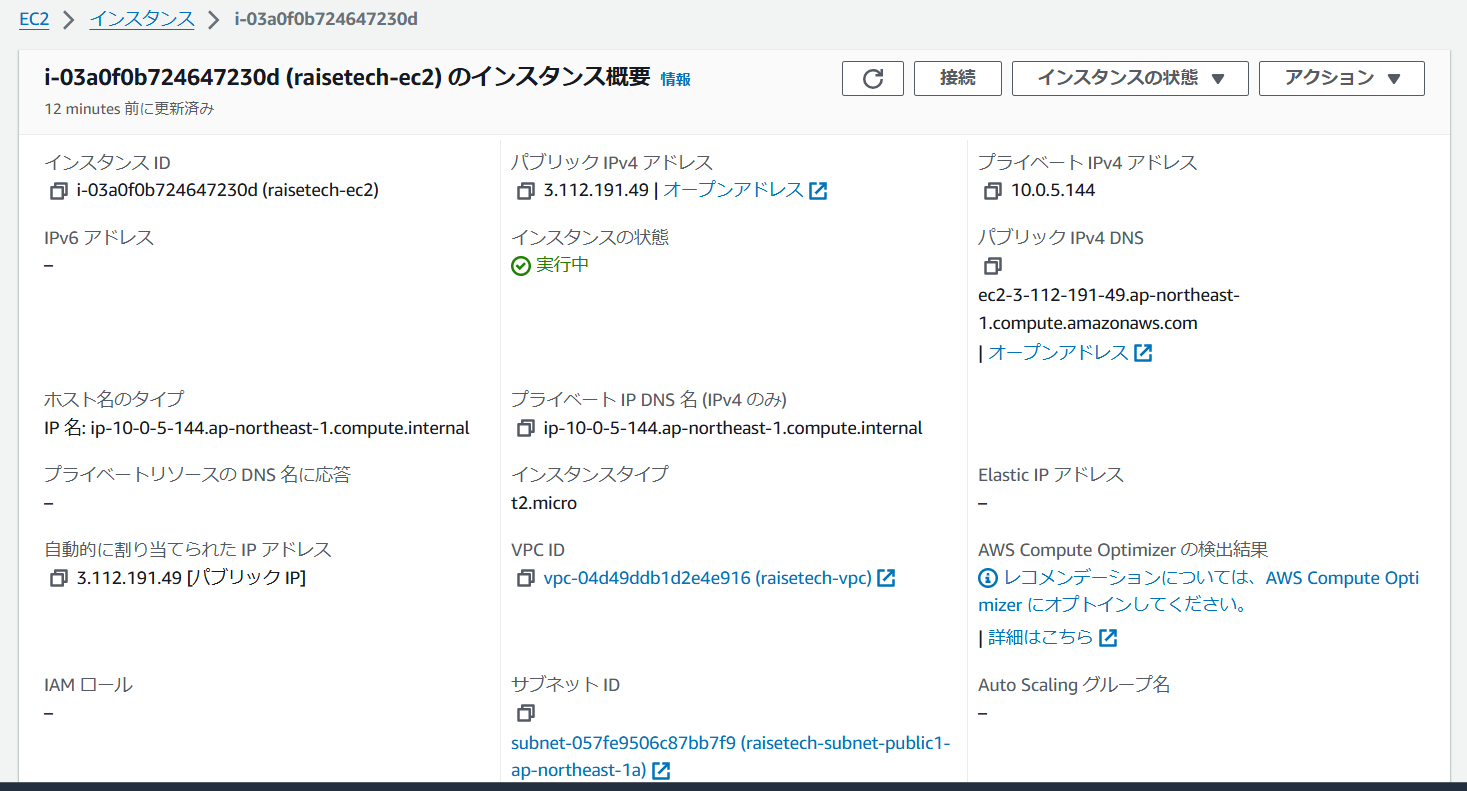 EC2 > インスタンス > i-03a0f0b724647230d
i-03a0f0b724647230d (raisetech-ec2) のインスタンス概要 情報
接続
インスタンスの状態 ▼
アクション ▼
12 minutes 前に更新済み
インスタンス ID
i-03a0f0b724647230d (raisetech-ec2)
パブリック IPv4 アドレス
3.112.191.49 | オープンアドレス
プライベート IPv4 アドレス
10.0.5.144
IPv6 アドレス
–
インスタンスの状態
実行中
パブリック IPv4 DNS
ec2-3-112-191-49.ap-northeast-
1.compute.amazonaws.com
| オープンアドレス
ホスト名のタイプ
IP 名: ip-10-0-5-144.ap-northeast-1.compute.internal
プライベート IP DNS 名 (IPv4 のみ)
ip-10-0-5-144.ap-northeast-1.compute.internal
プライベートリソースの DNS 名に応答
–
インスタンスタイプ
t2.micro
Elastic IP アドレス
–
自動的に割り当てられた IP アドレス
3.112.191.49 [パブリック IP]
VPC ID
vpc-04d49ddb1d2e4e916 (raisetech-vpc)
AWS Compute Optimizer の検出結果
レコメンデーションについては、AWS Compute Opti
mizer にオプトインしてください。
| 詳細はこちら
IAM ロール
–
サブネット ID
subnet-057fe9506c87bb7f9 (raisetech-subnet-public1-
ap-northeast-1a)
Auto Scaling グループ名
–